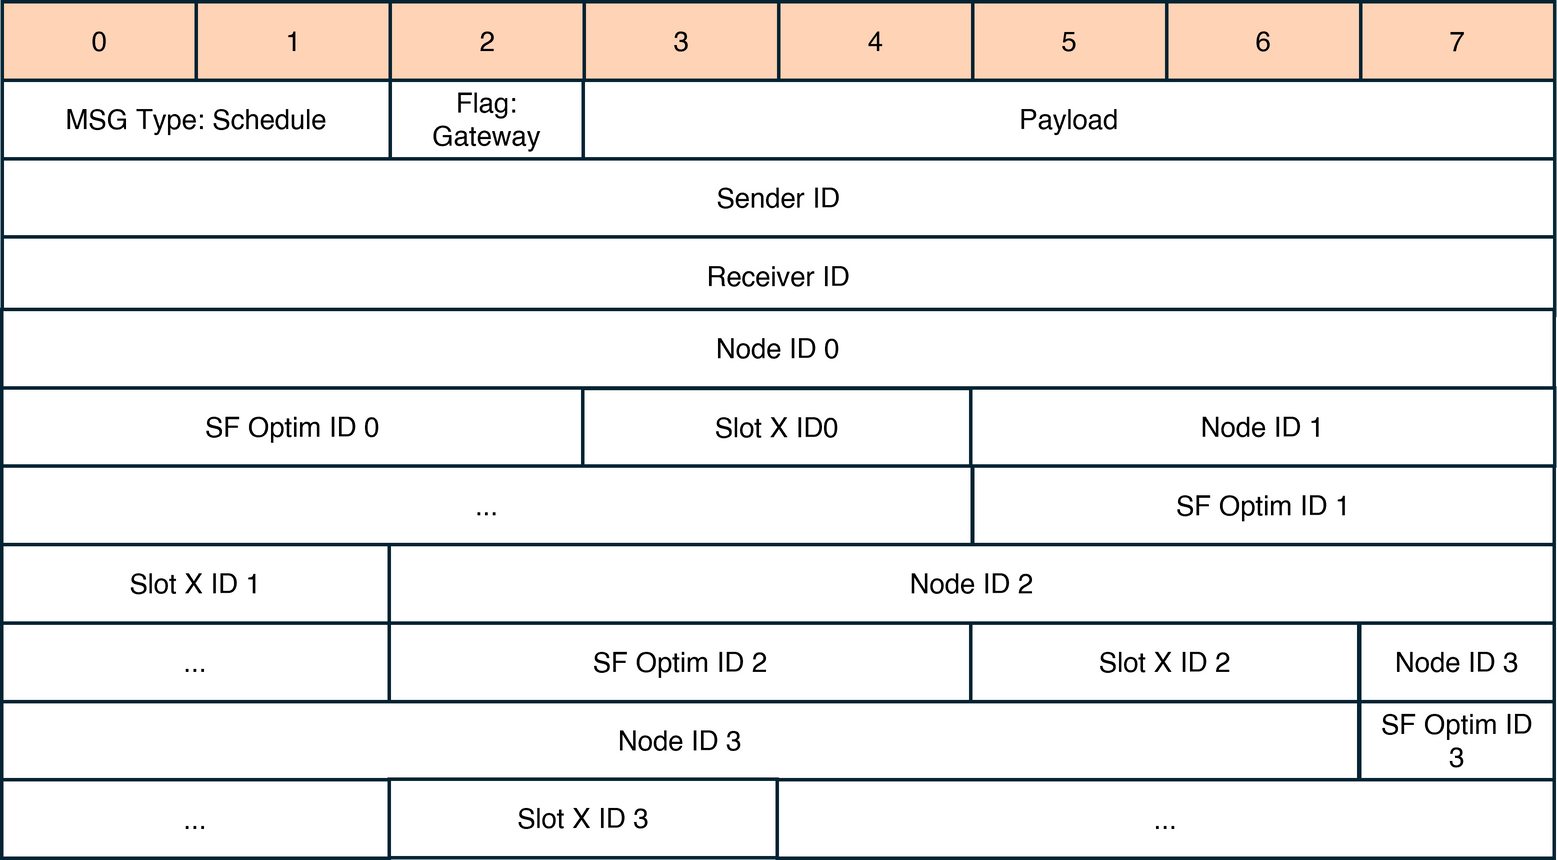 0 1 2 3 4 5 6 7
MSG Type: Schedule
Flag:
Gateway
Payload
Sender ID
Receiver ID
Node ID 0
SF Optim ID 0
Slot X ID0
Node ID 1
...
SF Optim ID 1
Slot X ID 1
Node ID 2
...
SF Optim ID 2
Slot X ID 2
Node ID 3
Node ID 3
SF Optim ID
3
...
Slot X ID 3
...